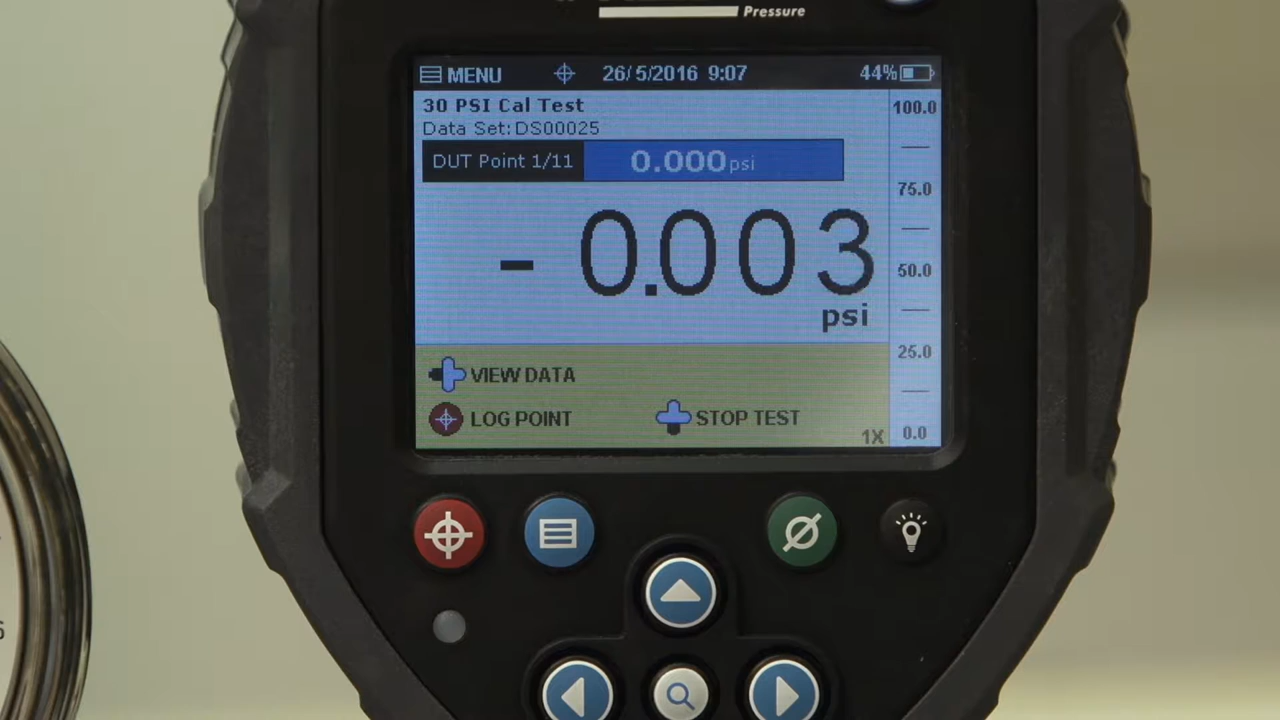 Pressure
MENU 26/5/2016 9:07 44%
30 PSI Cal Test
Data Set:DS00025
DUT Point 1/11 0.000psi
- 0.003
psi
VIEW DATA
LOG POINT STOP TEST
1X
100.0
75.0
50.0
25.0
0.0